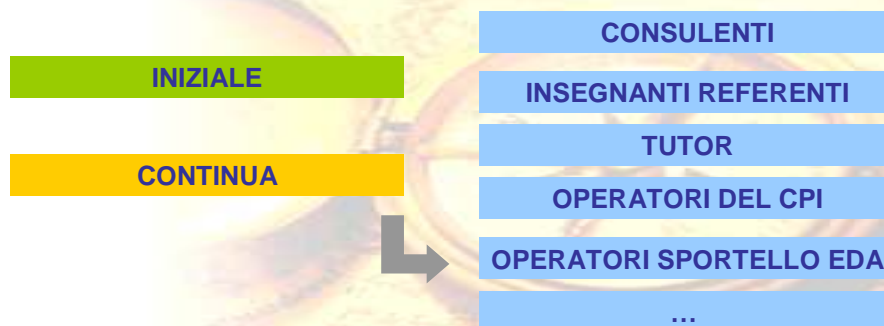 INIZIALE
CONTINUA
CONSULENTI
INSEGNANTI REFERENTI
TUTOR
OPERATORI DEL CPI
OPERATORI SPORTELLO EDA
…